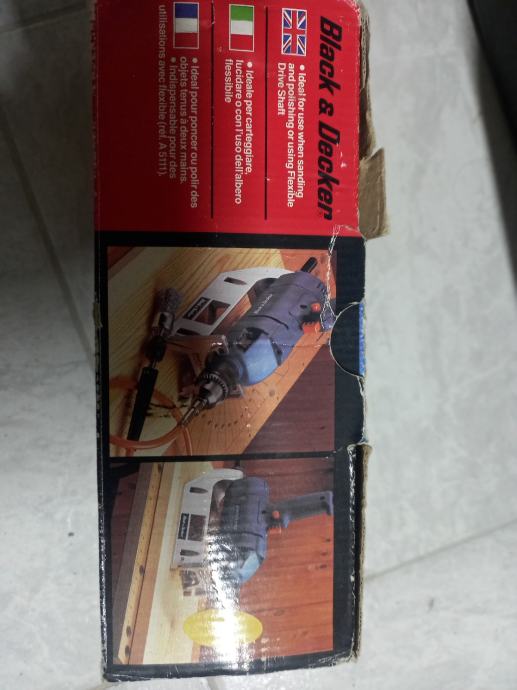 Black & Decker
• Ideal for use when sanding
and polishing or using Flexible
Drive Shaft
• Ideale per carteggiare,
lucidare o con l'uso dell'albero
flessibile
• Idéal pour poncer ou polir des
objets tenus à deux mains.
• Indispensable pour des
utilisations avec flexible (réf. A 5111).